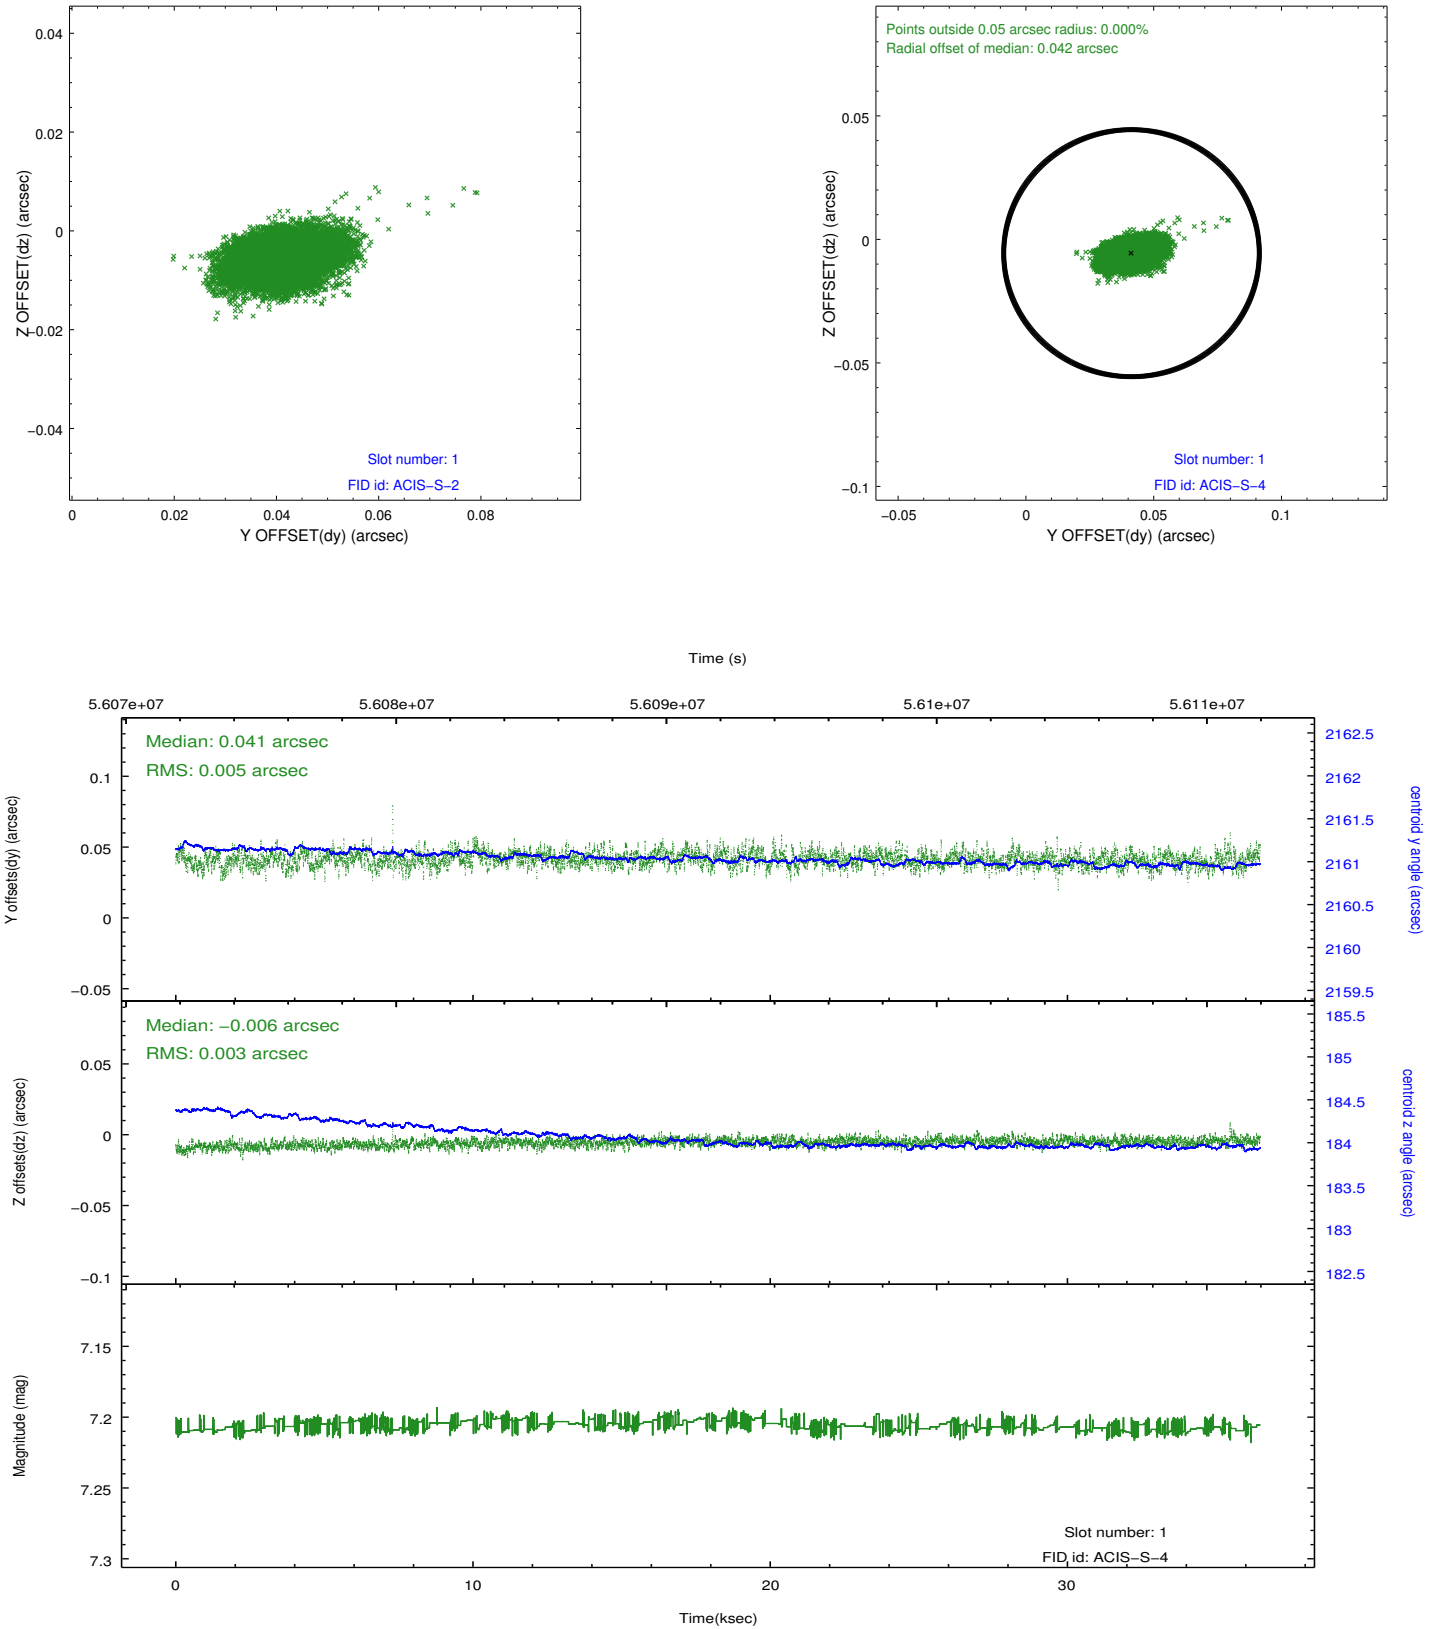 0.04
0.02
0
−0.02
−0.04
Z OFFSET(dz) (arcsec)
Slot number: 1
FID id: ACIS−S−2
0
0.02
0.04
0.06
0.08
Y OFFSET(dy) (arcsec)
Points outside 0.05 arcsec radius: 0.000%
Radial offset of median: 0.042 arcsec
0.05
0
−0.05
−0.1
Z OFFSET(dz) (arcsec)
Slot number: 1
FID id: ACIS−S−4
−0.05
0
0.05
0.1
Y OFFSET(dy) (arcsec)
Time (s)
5.607e+07
5.608e+07
5.609e+07
5.61e+07
5.611e+07
Median: 0.041 arcsec
RMS: 0.005 arcsec
0.1
0.05
0
−0.05
Y offsets(dy) (arcsec)
2162.5
2162
2161.5
2161
2160.5
2160
2159.5
centroid y angle (arcsec)
Median: −0.006 arcsec
RMS: 0.003 arcsec
0.05
0
−0.05
−0.1
Z offsets(dz) (arcsec)
185.5
185
184.5
184
183.5
183
182.5
centroid z angle (arcsec)
7.15
7.2
7.25
7.3
Magnitude (mag)
Slot number: 1
FID id: ACIS−S−4
0
10
20
30
Time(ksec)